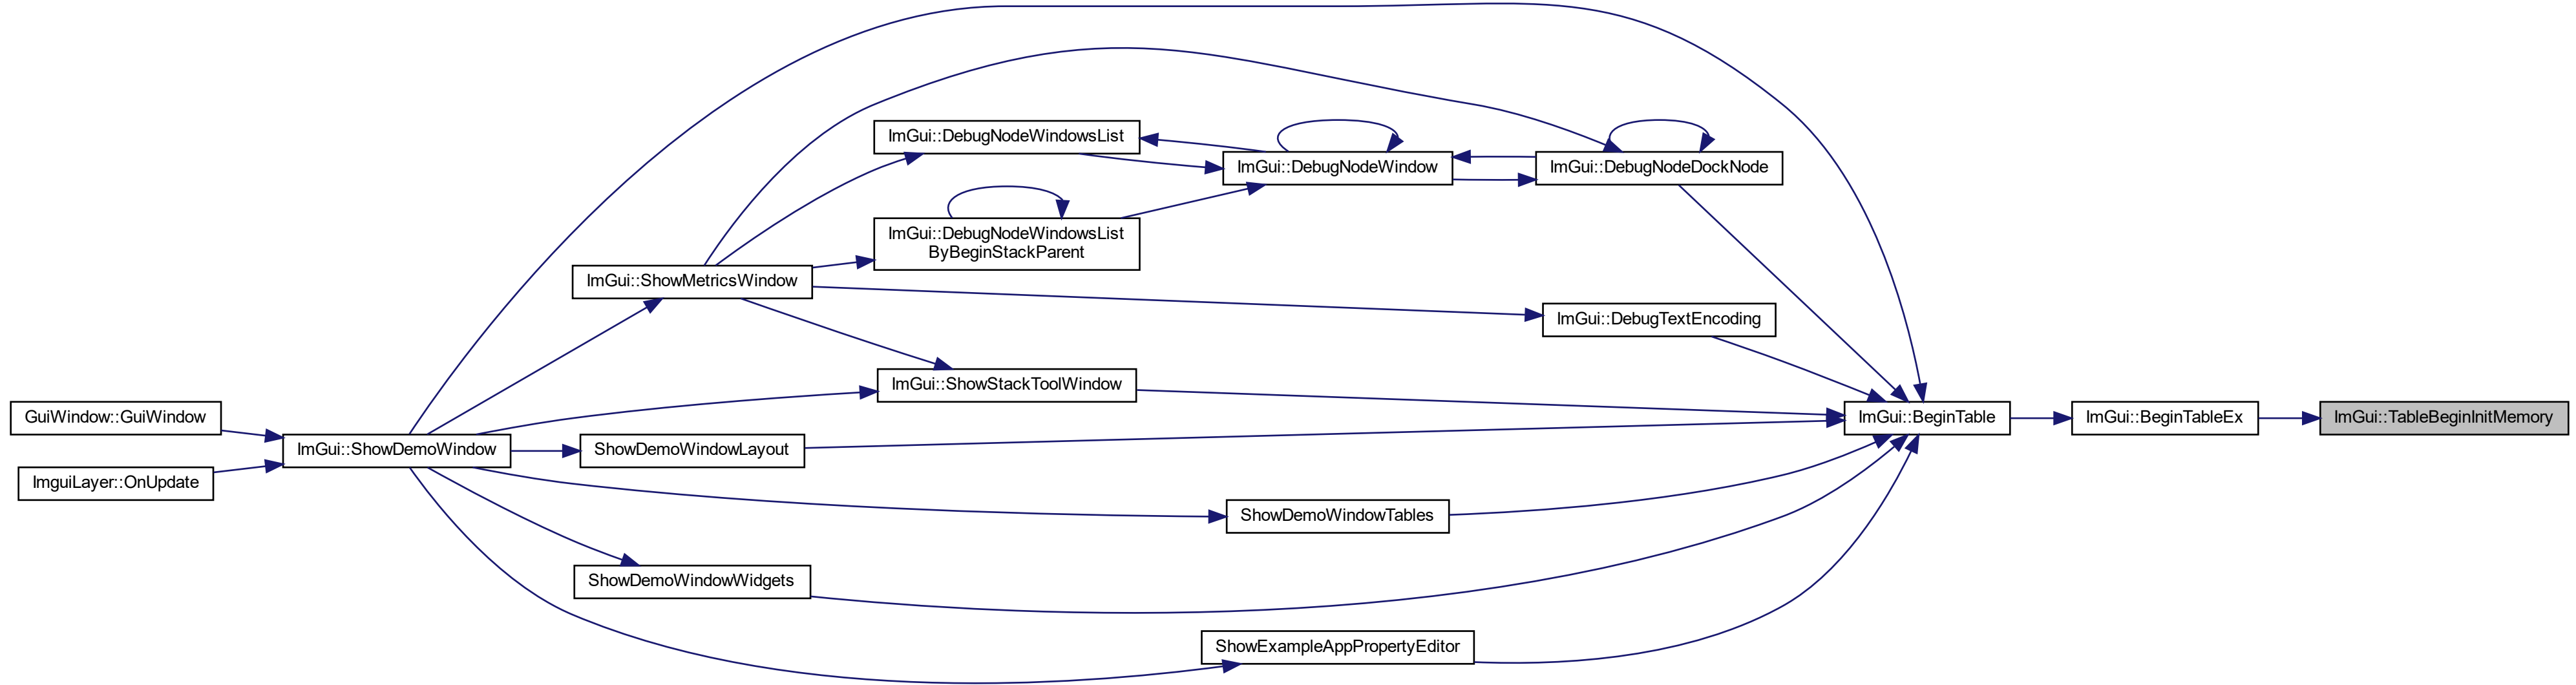 ImGui::DebugNodeWindowsList
ImGui::DebugNodeWindow
ImGui::DebugNodeDockNode
ImGui::DebugNodeWindowsList
ByBeginStackParent
ImGui::ShowMetricsWindow
ImGui::DebugTextEncoding
ImGui::ShowStackToolWindow
GuiWindow::GuiWindow
ImGui::BeginTable
ImGui::BeginTableEx
ImGui::TableBeginInitMemory
ImGui::ShowDemoWindow
ShowDemoWindowLayout
ImguiLayer::OnUpdate
ShowDemoWindowTables
ShowDemoWindowWidgets
ShowExampleAppPropertyEditor